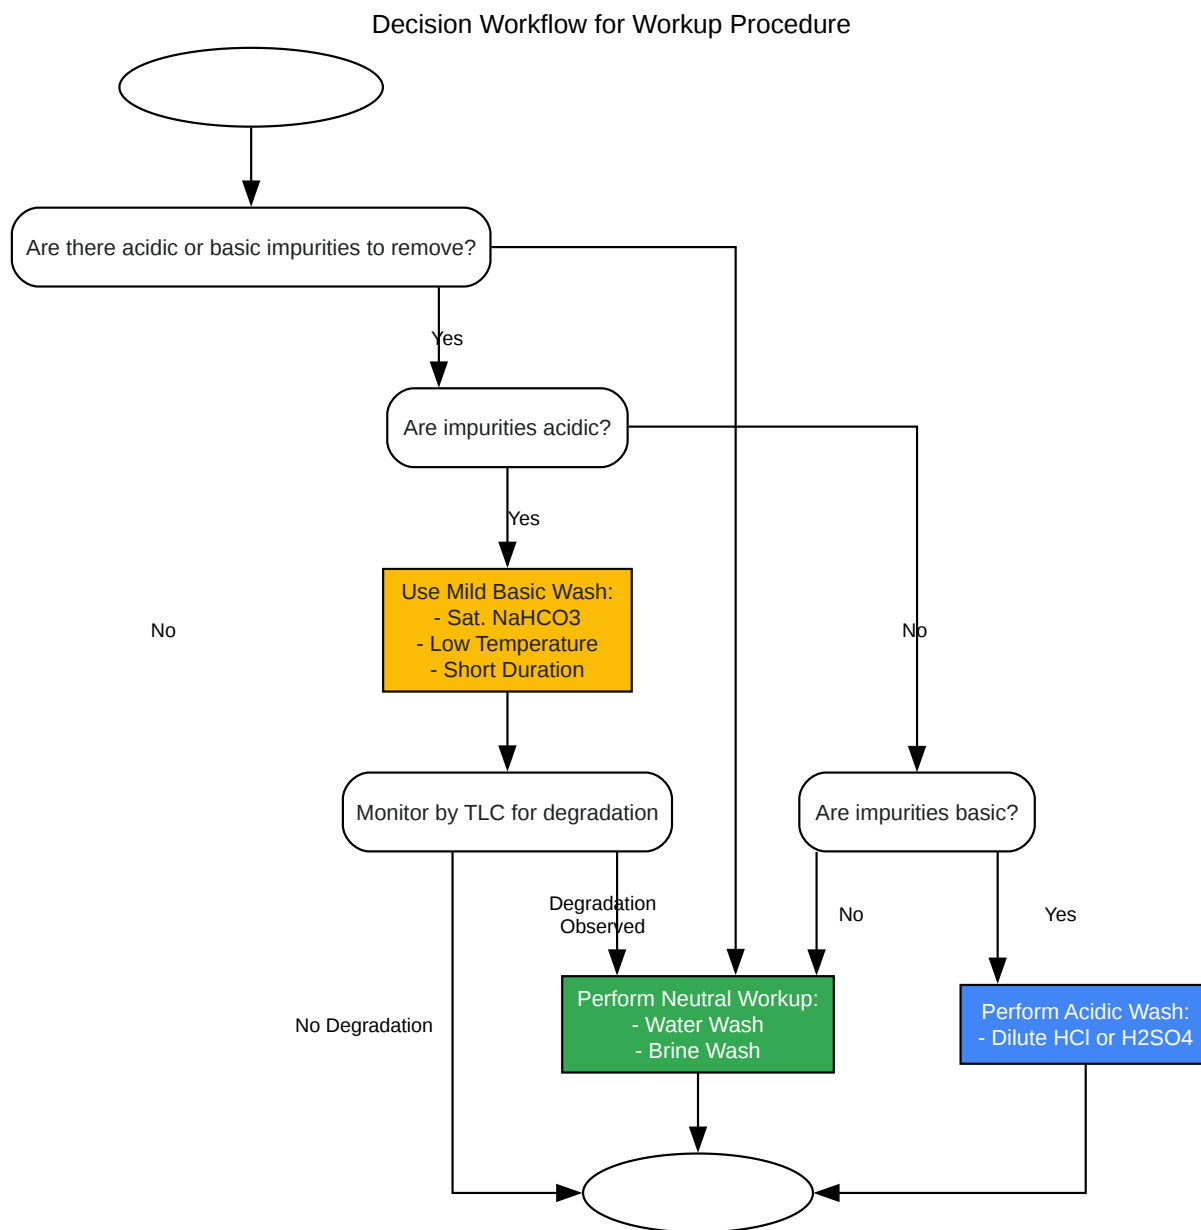 Decision Workflow for Workup Procedure
Are there acidic or basic impurities to remove?
Yes
Are impurities acidic?
Yes
Use Mild Basic Wash:
- Sat. NaHCO3
- Low Temperature
- Short Duration
No
No
Monitor by TLC for degradation
Are impurities basic?
Degradation
Observed
No
Yes
No Degradation
Perform Neutral Workup:
- Water Wash
- Brine Wash
Perform Acidic Wash:
- Dilute HCl or H2SO4